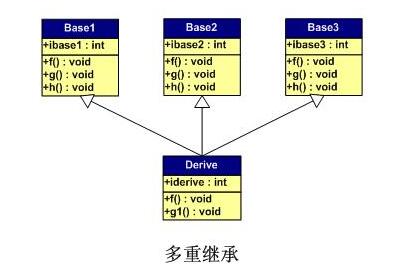 Base1
+ibase1 : int
+f() : void
+g() : void
+h() : void
Base2
+ibase2 : int
+f() : void
+g() : void
+h() : void
Base3
+ibase3 : int
+f() : void
+g() : void
+h() : void
Derive
+iderive : int
+f() : void
+g1() : void
多重继承